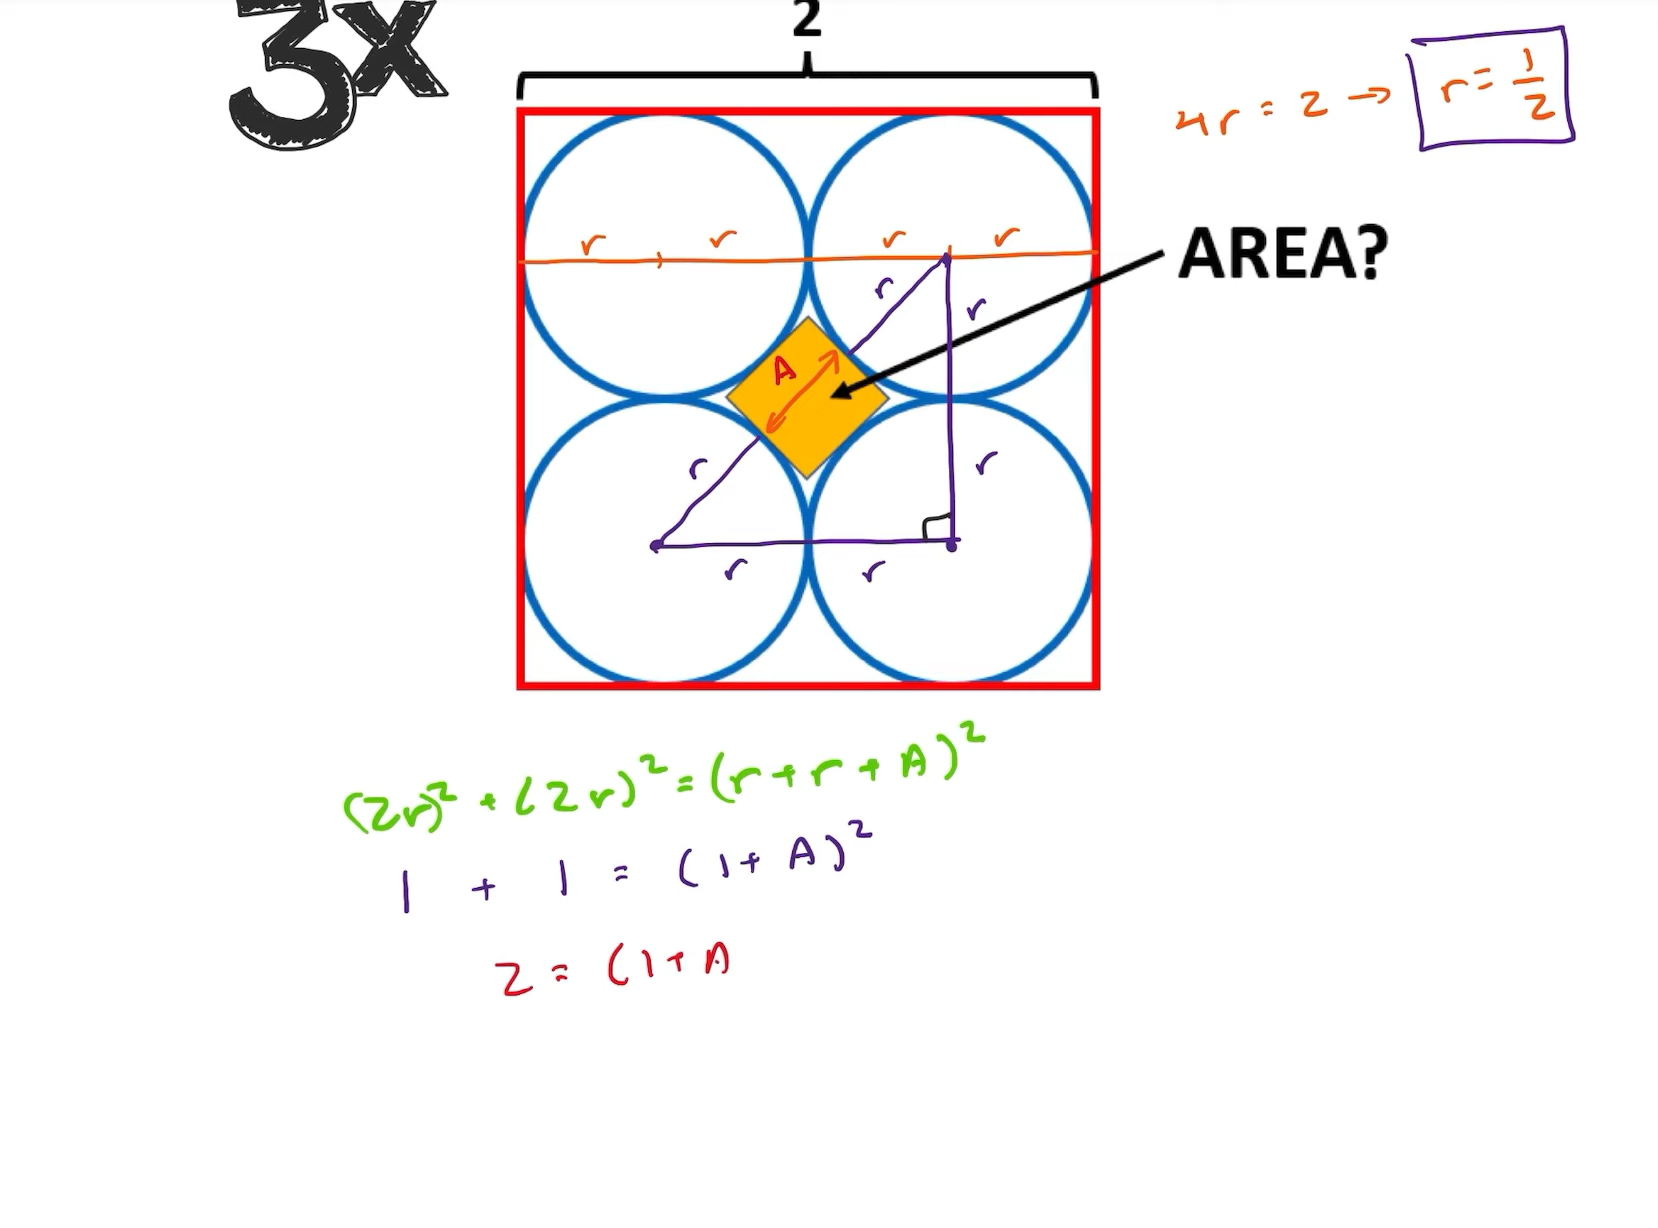 3x
2
4r = 2 → r = 1/2
r r r r
AREA?
r r
A
r r
r r
(2r)² + (2r)² = (r + r + A)²
1 + 1 = (1 + A)²
2 = (1 + A